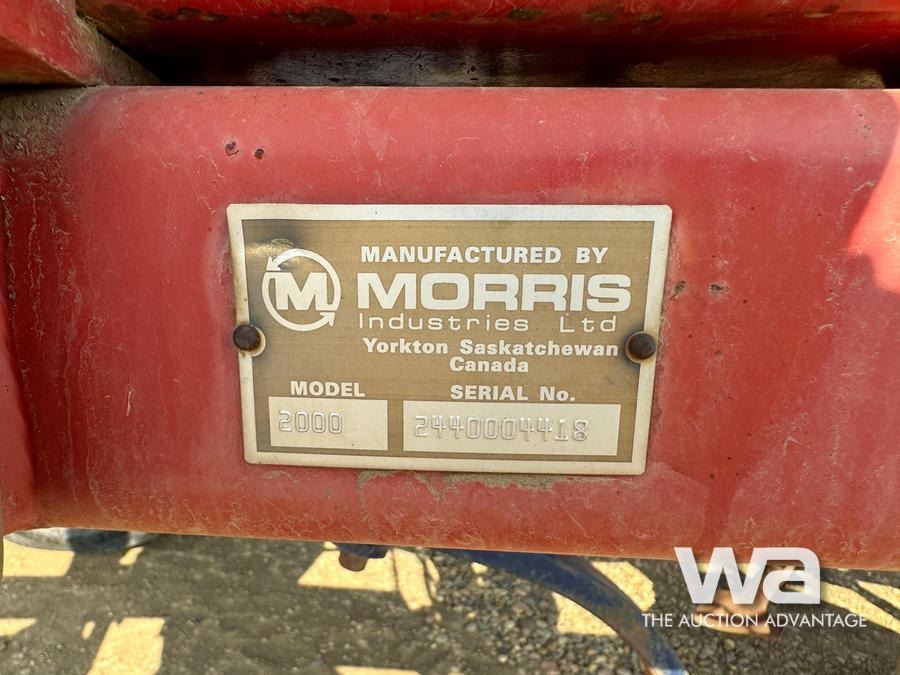 MANUFACTURED BY
M MORRIS
Industries Ltd
Yorkton Saskatchewan
Canada
MODEL SERIAL No.
2000 2440004418
wa
THE AUCTION ADVANTAGE